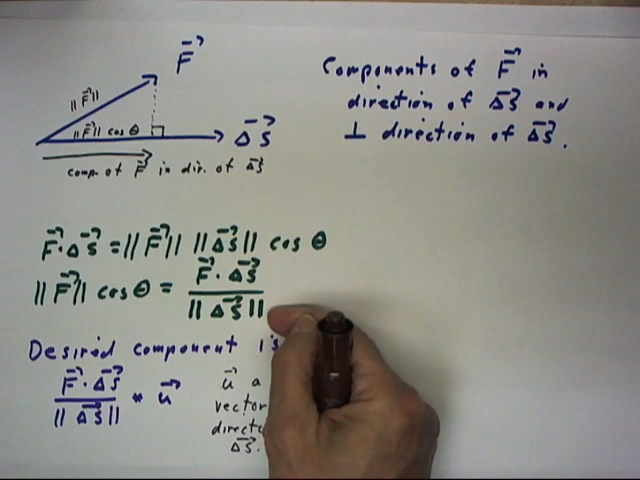 F⃗
||F⃗||
||F⃗|| cos θ
Δs⃗
comp. of F⃗ in dir. of Δs⃗
Components of F⃗ in
direction of Δs⃗ and
⊥ direction of Δs⃗.
F⃗ · Δs⃗ = ||F⃗|| ||Δs⃗|| cos θ
||F⃗|| cos θ = F⃗ · Δs⃗ / ||Δs⃗||
Desired component is
F⃗ · Δs⃗ / ||Δs⃗|| * u⃗
u⃗ a
vector
Δs⃗.